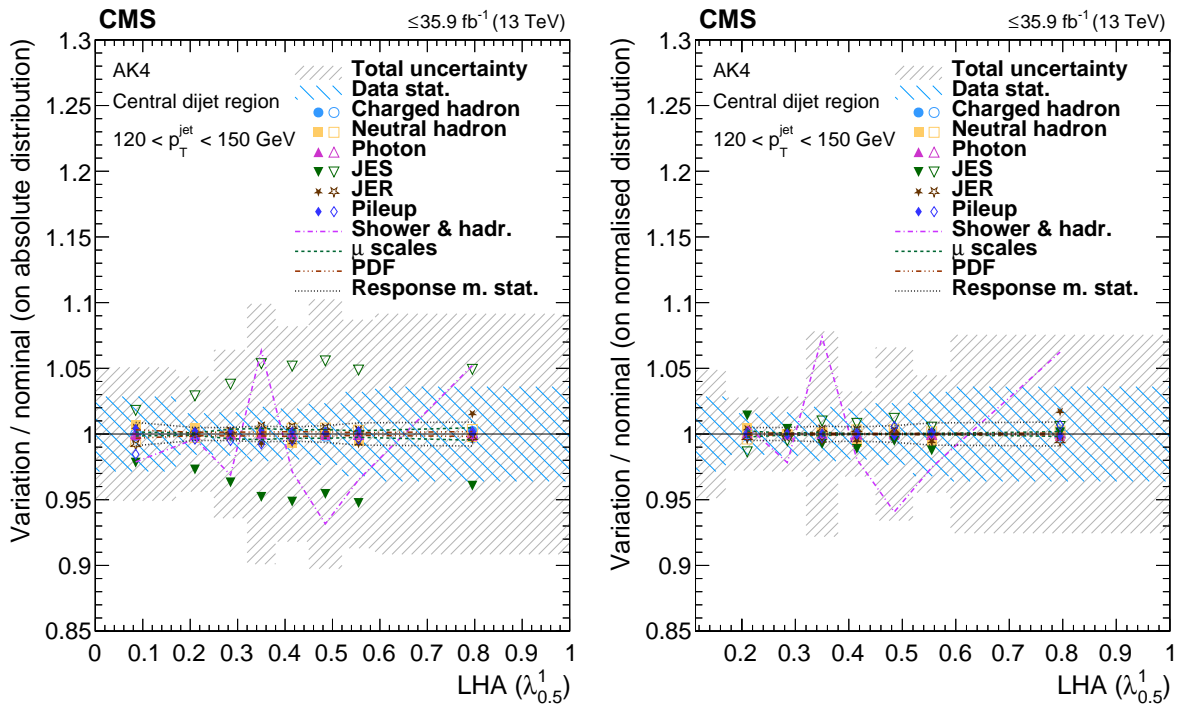 CMS
≤35.9 fb⁻¹ (13 TeV)
Variation / nominal (on absolute distribution)
1.3
1.25
1.2
1.15
1.1
1.05
1
0.95
0.9
0.85
AK4
Central dijet region
120 < p_T^jet < 150 GeV
Total uncertainty
Data stat.
Charged hadron
Neutral hadron
Photon
JES
JER
Pileup
Shower & hadr.
μ scales
PDF
Response m. stat.
0 0.1 0.2 0.3 0.4 0.5 0.6 0.7 0.8 0.9 1
LHA (λ¹_0.5)
CMS
≤35.9 fb⁻¹ (13 TeV)
Variation / nominal (on normalised distribution)
1.3
1.25
1.2
1.15
1.1
1.05
1
0.95
0.9
0.85
AK4
Central dijet region
120 < p_T^jet < 150 GeV
Total uncertainty
Data stat.
Charged hadron
Neutral hadron
Photon
JES
JER
Pileup
Shower & hadr.
μ scales
PDF
Response m. stat.
0.2 0.3 0.4 0.5 0.6 0.7 0.8 0.9 1
LHA (λ¹_0.5)